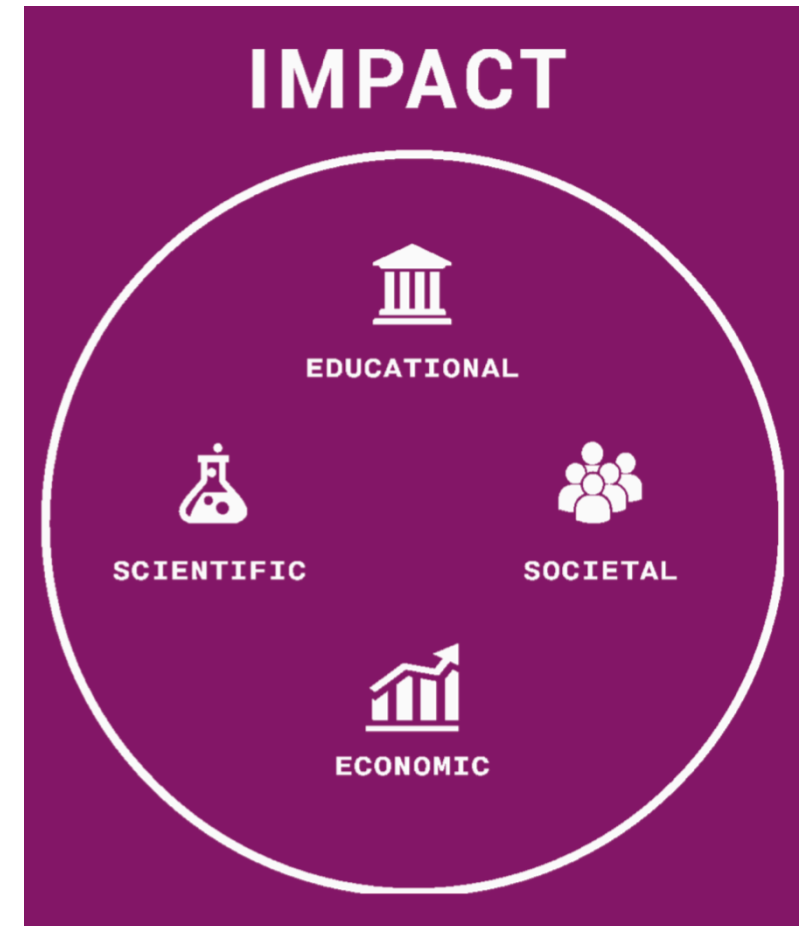 IMPACT
EDUCATIONAL
SCIENTIFIC
SOCIETAL
ECONOMIC